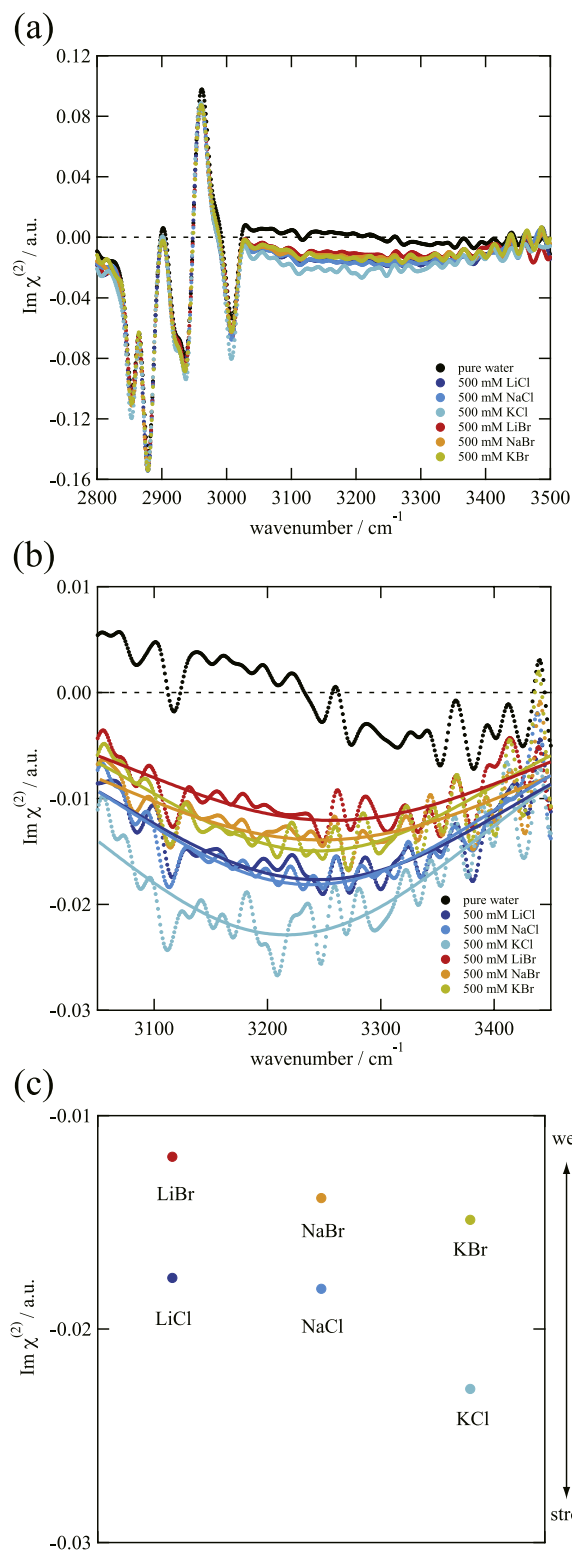 (a)
0.12
0.08
0.04
0.00
-0.04
-0.08
-0.12
-0.16
Im χ(2) / a.u.
pure water
500 mM LiCl
500 mM NaCl
500 mM KCl
500 mM LiBr
500 mM NaBr
500 mM KBr
2800 2900 3000 3100 3200 3300 3400 3500
wavenumber / cm-1
(b)
0.01
0.00
-0.01
-0.02
-0.03
Im χ(2) / a.u.
pure water
500 mM LiCl
500 mM NaCl
500 mM KCl
500 mM LiBr
500 mM NaBr
500 mM KBr
3100 3200 3300 3400
wavenumber / cm-1
(c)
-0.01
-0.02
-0.03
Im χ(2) / a.u.
LiBr
NaBr
KBr
LiCl
NaCl
KCl
we
stre